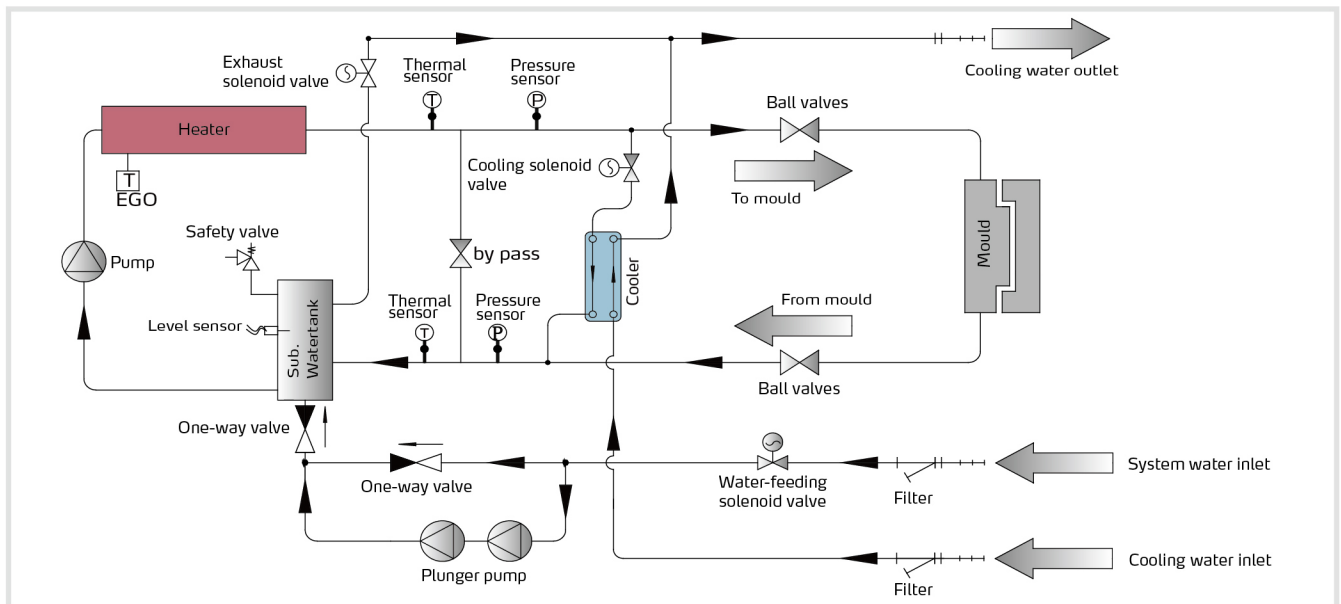 Exhaust
solenoid valve
Thermal
sensor
Pressure
sensor
T
P
Cooling water outlet
Heater
Ball valves
T
EGO
Cooling solenoid
valve
To mould
Safety valve
Pump
by pass
Cooler
Mould
Level sensor
Sub.
Watertank
Thermal
sensor
Pressure
sensor
T
P
From mould
Ball valves
One-way valve
One-way valve
Water-feeding
solenoid valve
Filter
System water inlet
Plunger pump
Filter
Cooling water inlet